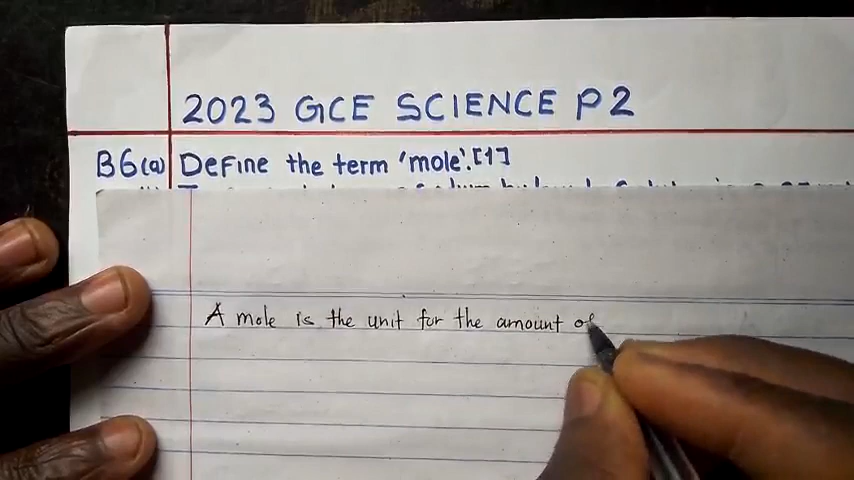 2023 GCE SCIENCE P2
B6(a) Define the term 'mole'.[1]
A mole is the unit for the amount of